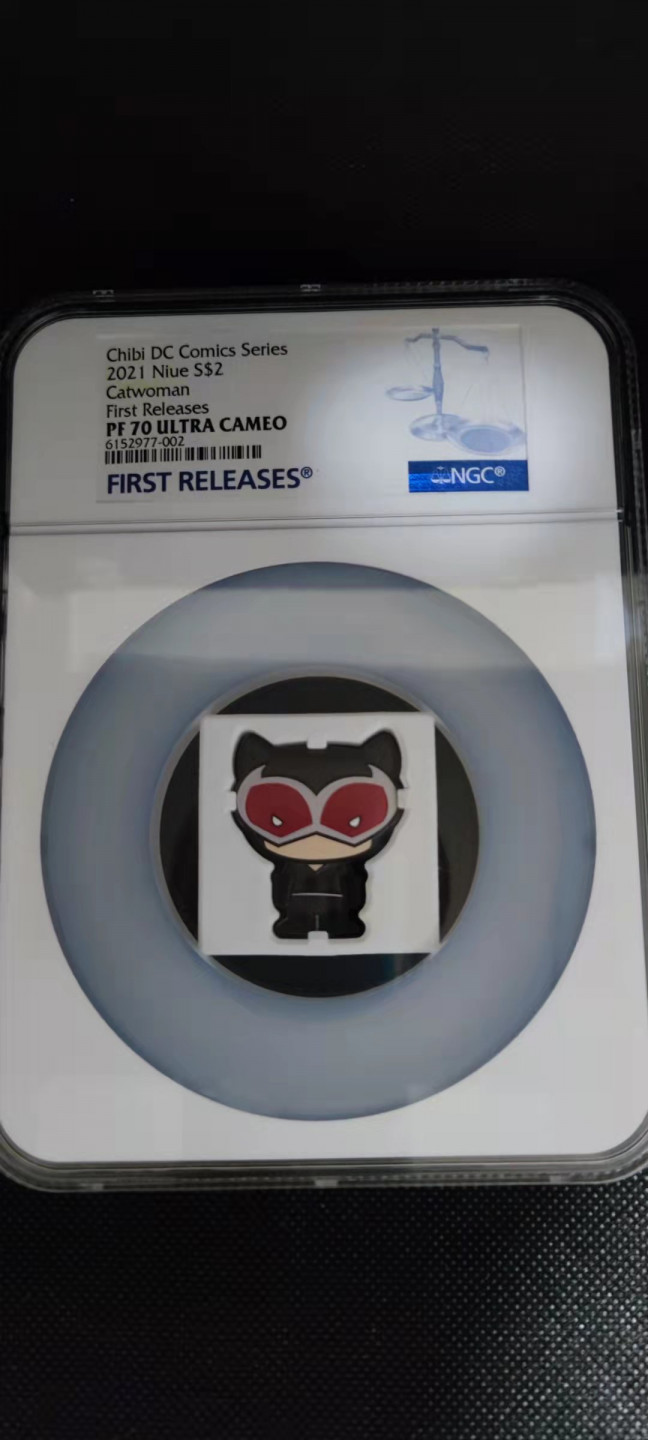 Chibi DC Comics Series
2021 Niue S$2
Catwoman
First Releases
PF 70 ULTRA CAMEO
6152977-002
FIRST RELEASES®
NGC®